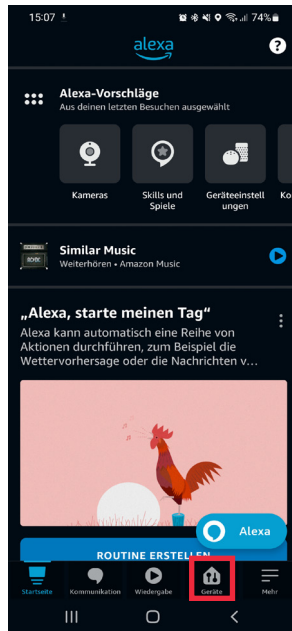 15:07 74%
alexa
?
Alexa-Vorschläge
Aus deinen letzten Besuchen ausgewählt
Kameras
Skills und
Spiele
Geräteeinstell
ungen
Ko
Similar Music
Weiterhören • Amazon Music
„Alexa, starte meinen Tag“
Alexa kann automatisch eine Reihe von
Aktionen durchführen, zum Beispiel die
Wettervorhersage oder die Nachrichten v...
Alexa
ROUTINE ERSTELLEN
Startseite Kommunikation Wiedergabe Geräte Mehr